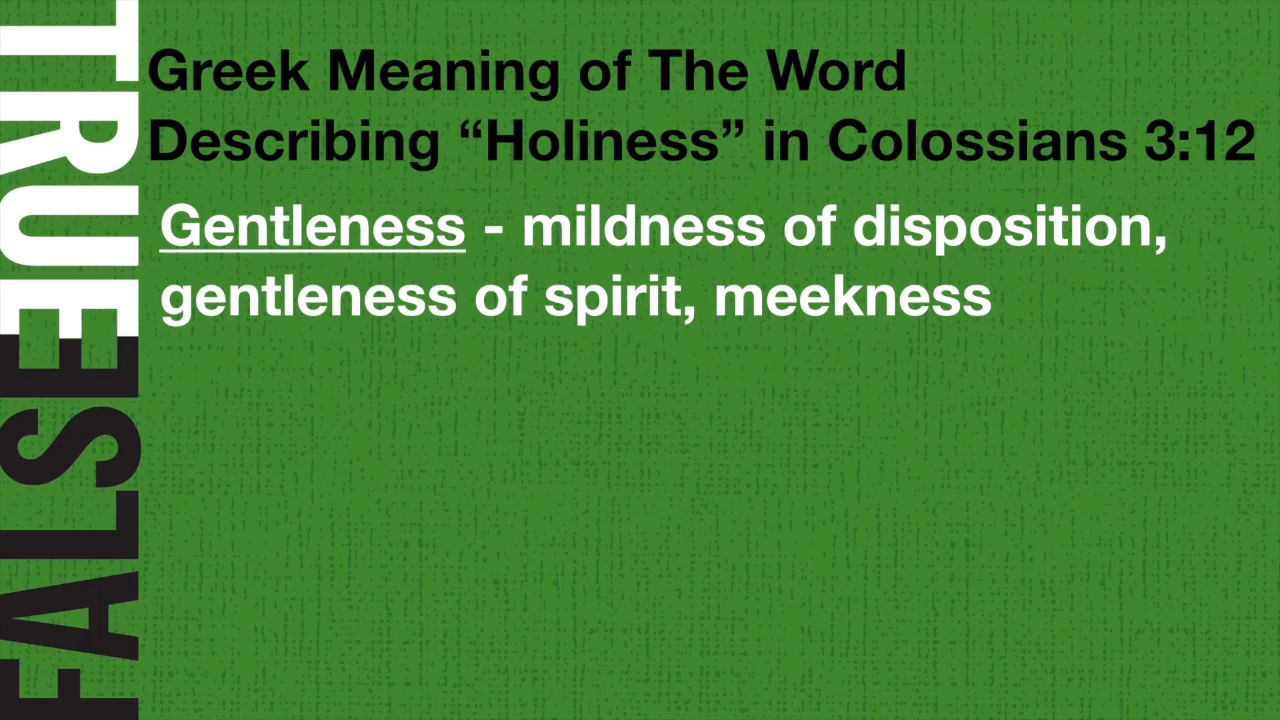 TRUE
FALSE
Greek Meaning of The Word
Describing “Holiness” in Colossians 3:12
Gentleness - mildness of disposition,
gentleness of spirit, meekness